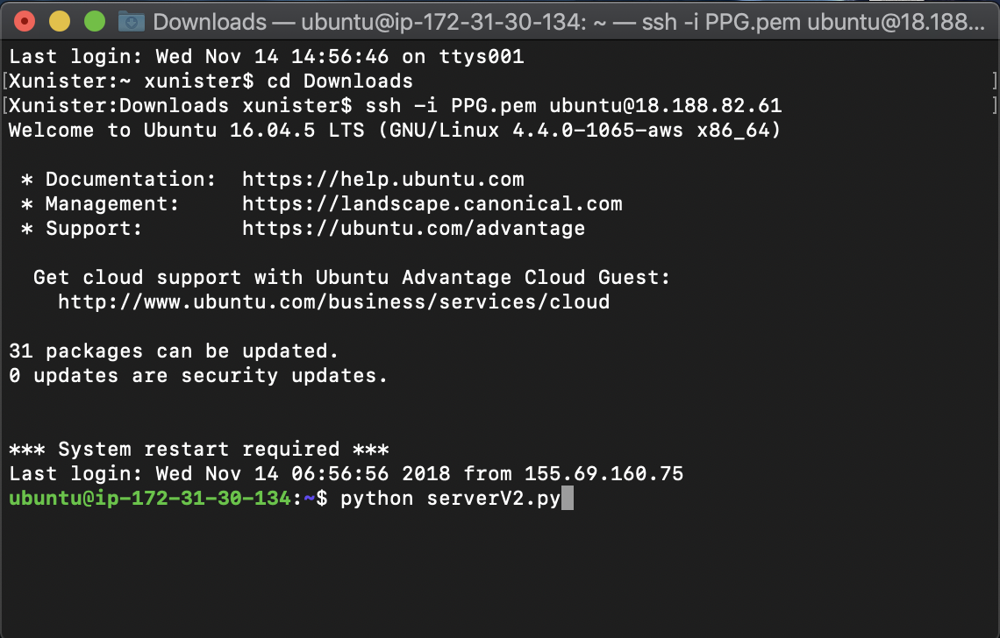 Downloads — ubuntu@ip-172-31-30-134: ~ — ssh -i PPG.pem ubuntu@18.188...
Last login: Wed Nov 14 14:56:46 on ttys001
[Xunister:~ xunister$ cd Downloads ]
[Xunister:Downloads xunister$ ssh -i PPG.pem ubuntu@18.188.82.61 ]
Welcome to Ubuntu 16.04.5 LTS (GNU/Linux 4.4.0-1065-aws x86_64)
* Documentation: https://help.ubuntu.com
* Management: https://landscape.canonical.com
* Support: https://ubuntu.com/advantage
Get cloud support with Ubuntu Advantage Cloud Guest:
http://www.ubuntu.com/business/services/cloud
31 packages can be updated.
0 updates are security updates.
*** System restart required ***
Last login: Wed Nov 14 06:56:56 2018 from 155.69.160.75
ubuntu@ip-172-31-30-134:~$ python serverV2.py